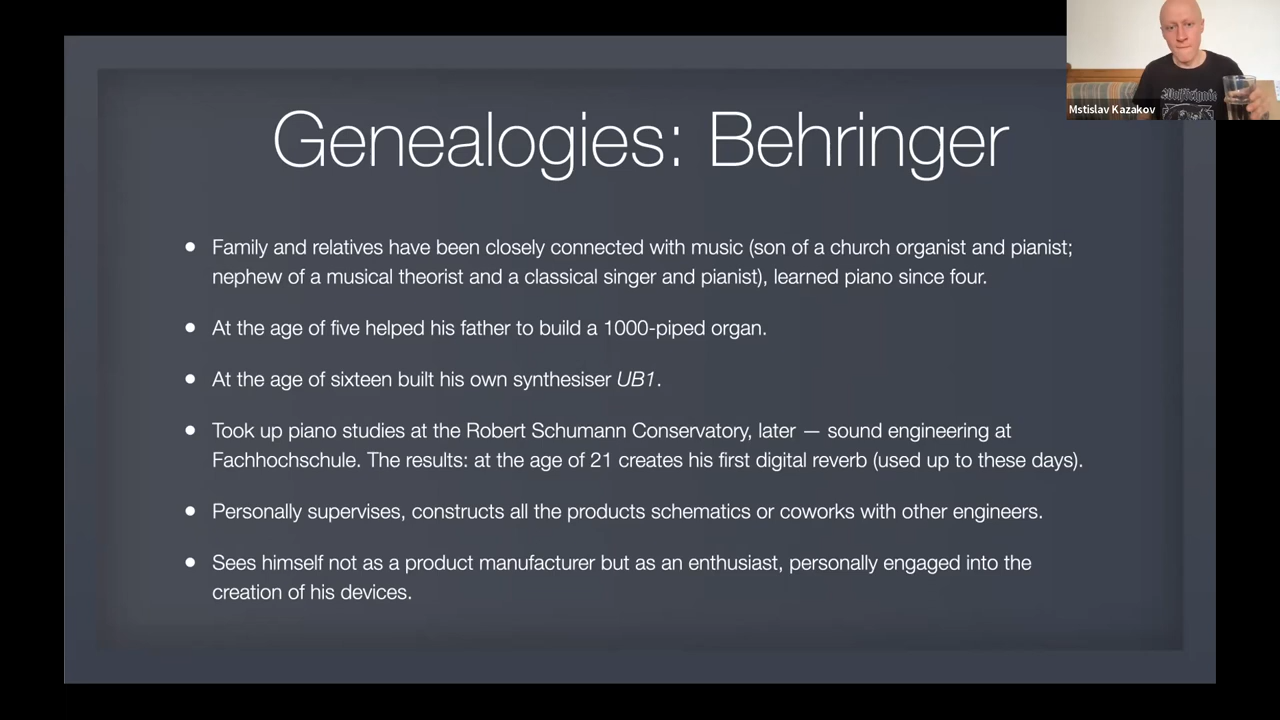 Genealogies: Behringer
Mstislav Kazakov
Wolfbrigade
• Family and relatives have been closely connected with music (son of a church organist and pianist;
nephew of a musical theorist and a classical singer and pianist), learned piano since four.
• At the age of five helped his father to build a 1000-piped organ.
• At the age of sixteen built his own synthesiser UB1.
• Took up piano studies at the Robert Schumann Conservatory, later — sound engineering at
Fachhochschule. The results: at the age of 21 creates his first digital reverb (used up to these days).
• Personally supervises, constructs all the products schematics or coworks with other engineers.
• Sees himself not as a product manufacturer but as an enthusiast, personally engaged into the
creation of his devices.